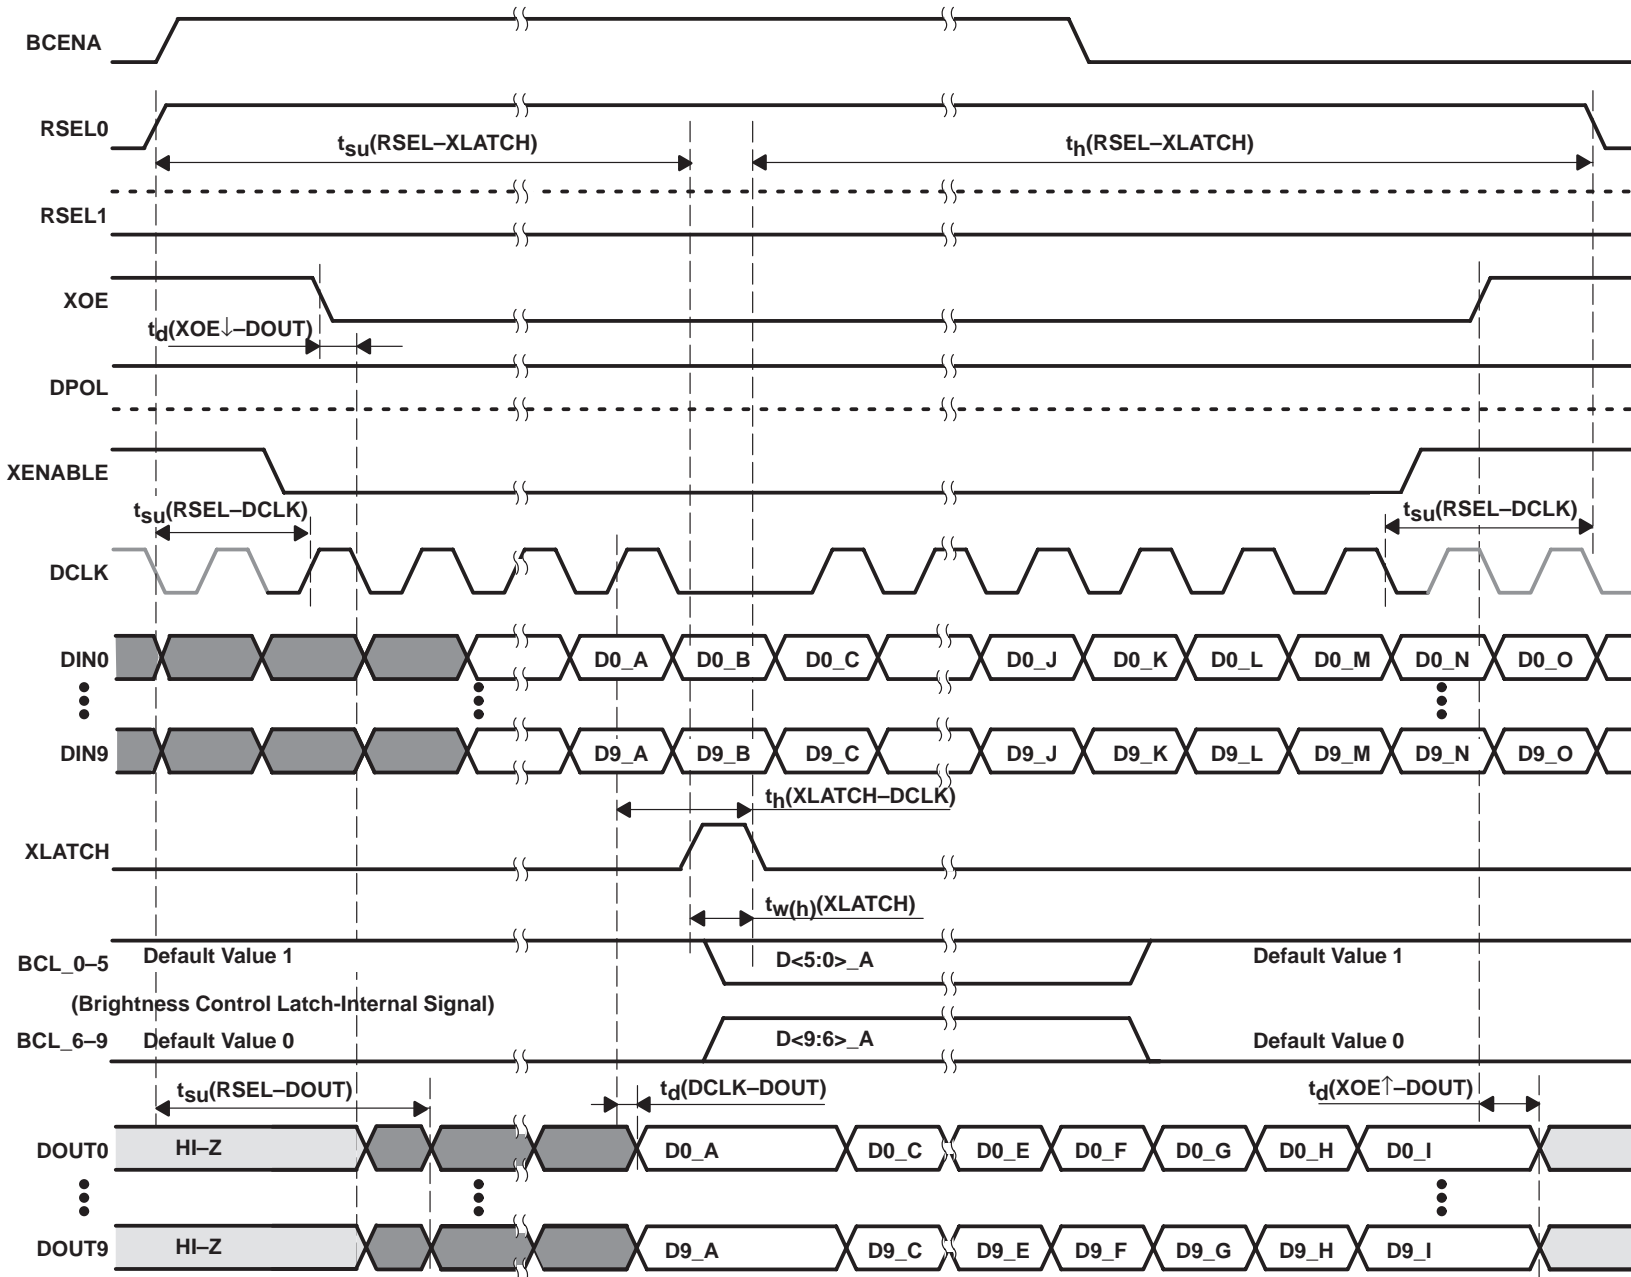 BCENA
RSEL0
tsu(RSEL–XLATCH) th(RSEL–XLATCH)
RSEL1
XOE
td(XOE↓–DOUT)
DPOL
XENABLE
tsu(RSEL–DCLK) tsu(RSEL–DCLK)
DCLK
DIN0 D0_A D0_B D0_C D0_J D0_K D0_L D0_M D0_N D0_O
DIN9 D9_A D9_B D9_C D9_J D9_K D9_L D9_M D9_N D9_O
th(XLATCH–DCLK)
XLATCH
tw(h)(XLATCH)
BCL_0–5 Default Value 1 D<5:0>_A Default Value 1
(Brightness Control Latch-Internal Signal)
BCL_6–9 Default Value 0 D<9:6>_A Default Value 0
tsu(RSEL–DOUT) td(DCLK–DOUT) td(XOE↑–DOUT)
DOUT0 HI–Z D0_A D0_C D0_E D0_F D0_G D0_H D0_I
DOUT9 HI–Z D9_A D9_C D9_E D9_F D9_G D9_H D9_I